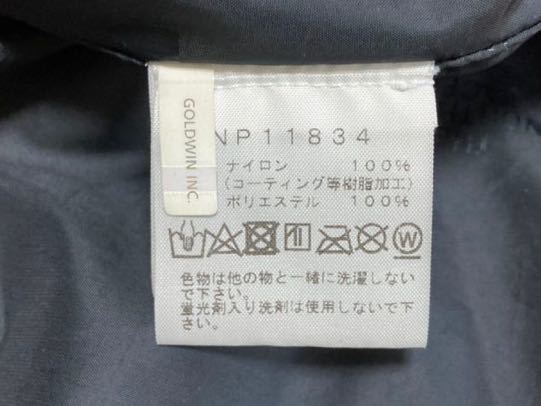 GOLDWIN INC.
NP11834
ナイロン 100%
(コーティング等樹脂加工)
ポリエステル 100%
W
色物は他の物と一緒に洗濯しない
で下さい。
蛍光剤入り洗剤は使用しないで下
さい。